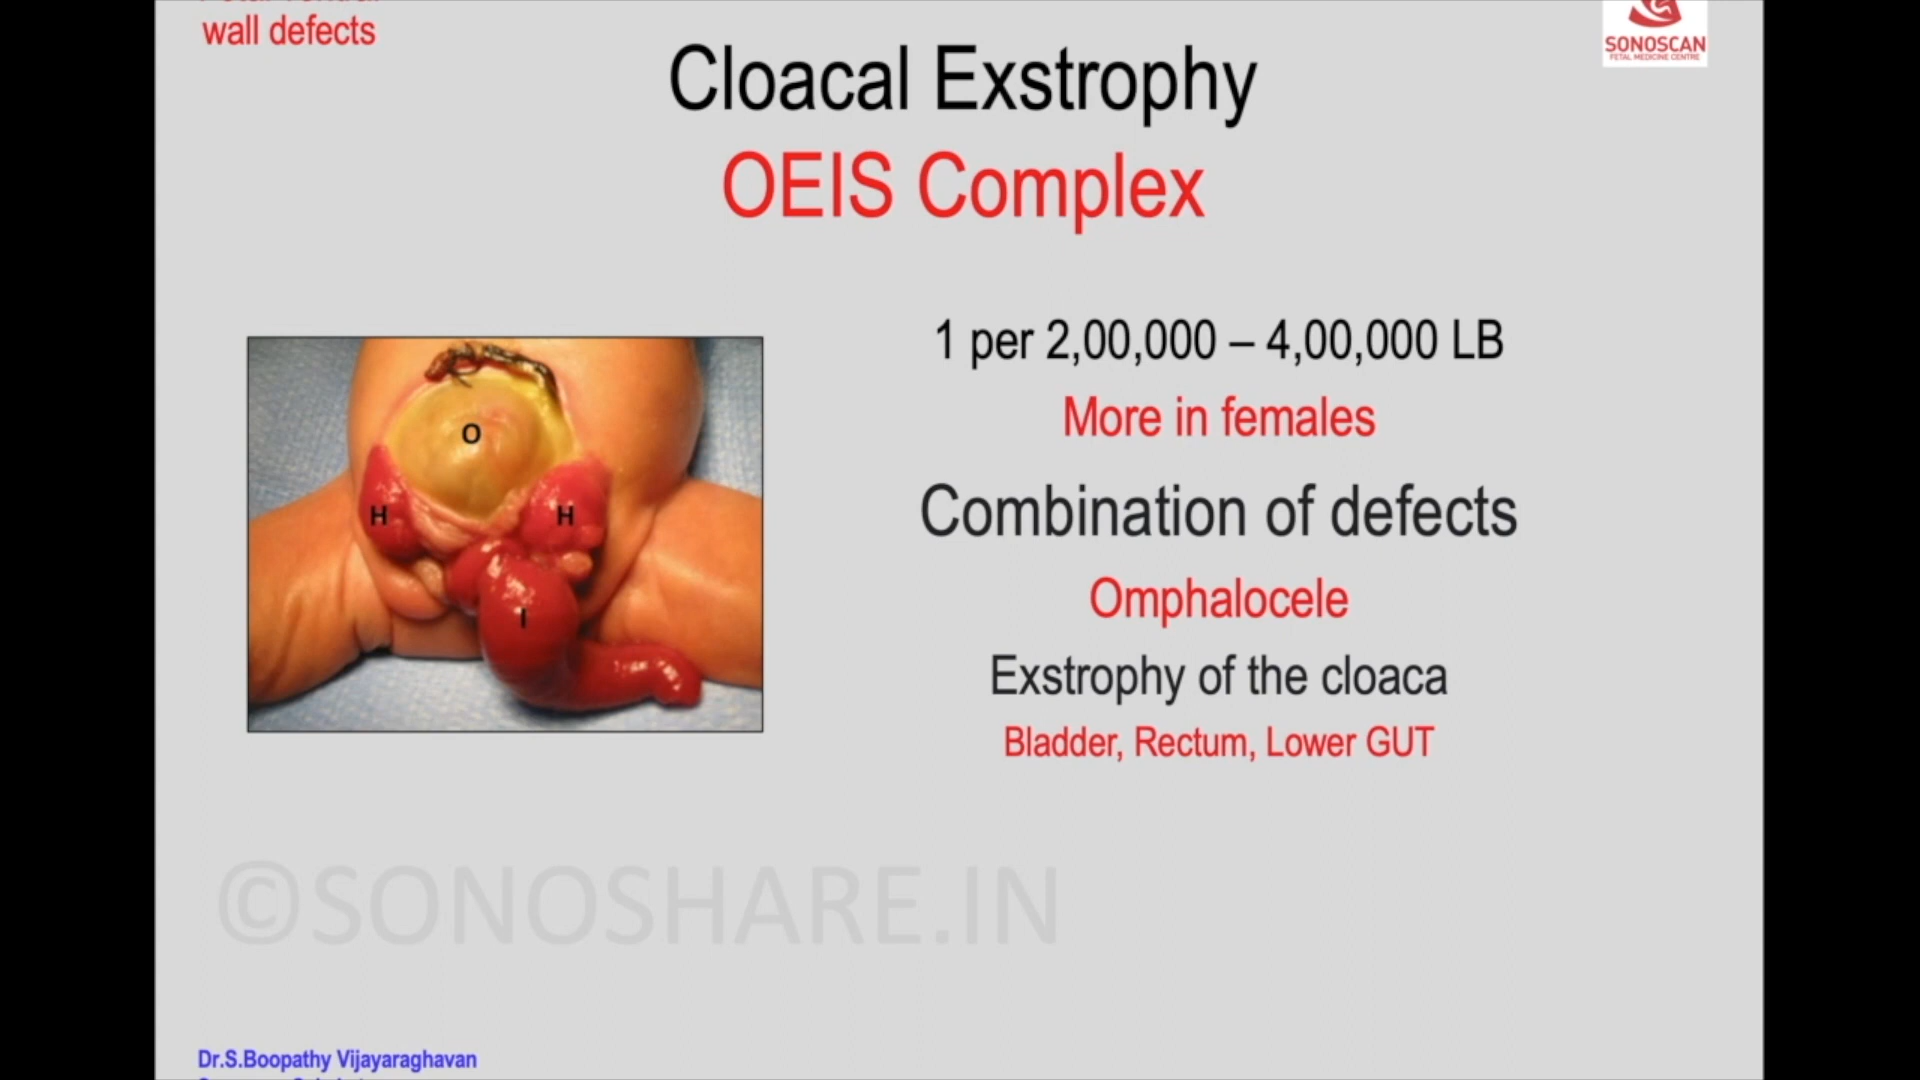 wall defects
SONOSCAN
FETAL MEDICINE CENTRE
Cloacal Exstrophy
OEIS Complex
1 per 2,00,000 – 4,00,000 LB
More in females
Combination of defects
Omphalocele
Exstrophy of the cloaca
Bladder, Rectum, Lower GUT
O
H
H
I
©SONOSHARE.IN
Dr.S.Boopathy Vijayaraghavan